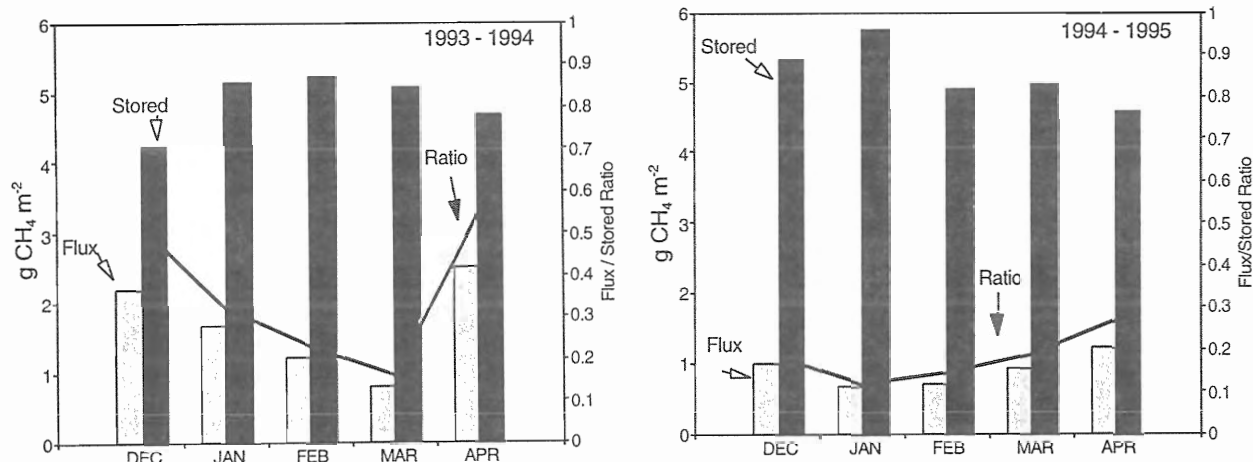 1993 - 1994
Stored
Ratio
Flux
g CH₄ m⁻²
6
5
4
3
2
1
0
Flux / Stored Ratio
1
0.9
0.8
0.7
0.6
0.5
0.4
0.3
0.2
0.1
0
DEC JAN FEB MAR APR
1994 - 1995
Stored
Ratio
Flux
g CH₄ m⁻²
6
5
4
3
2
1
0
Flux/Stored Ratio
1
0.9
0.8
0.7
0.6
0.5
0.4
0.3
0.2
0.1
0
DEC JAN FEB MAR APR